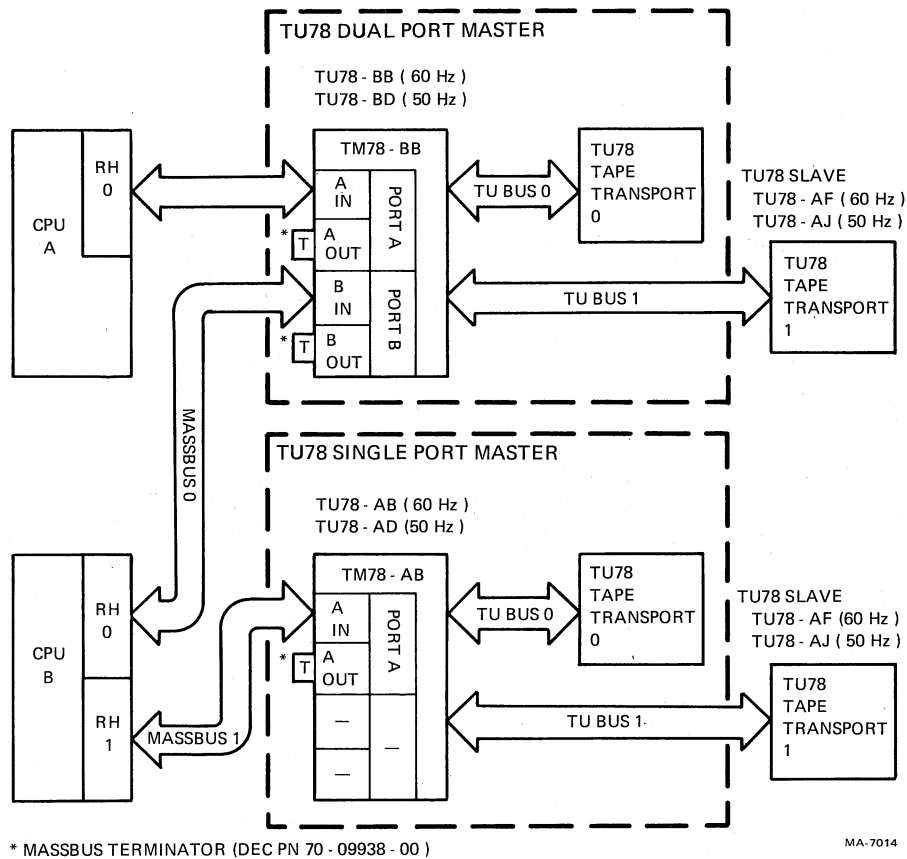 TU78 DUAL PORT MASTER
TU78 - BB ( 60 Hz )
TU78 - BD ( 50 Hz )
CPU
A
RH
0
TM78 - BB
A
IN
* T
A
OUT
PORT A
B
IN
* T
B
OUT
PORT B
TU BUS 0
TU78
TAPE
TRANSPORT
0
TU78 SLAVE
TU78 - AF ( 60 Hz )
TU78 - AJ ( 50 Hz )
TU BUS 1
TU78
TAPE
TRANSPORT
1
MASSBUS 0
TU78 SINGLE PORT MASTER
TU78 - AB ( 60 Hz )
TU78 - AD (50 Hz )
CPU
B
RH
0
RH
1
MASSBUS 1
TM78 - AB
A
IN
* T
A
OUT
PORT A
—
—
—
TU BUS 0
TU78
TAPE
TRANSPORT
0
TU78 SLAVE
TU78 - AF (60 Hz )
TU78 - AJ ( 50 Hz )
TU BUS 1
TU78
TAPE
TRANSPORT
1
* MASSBUS TERMINATOR (DEC PN 70 - 09938 - 00 )
MA-7014